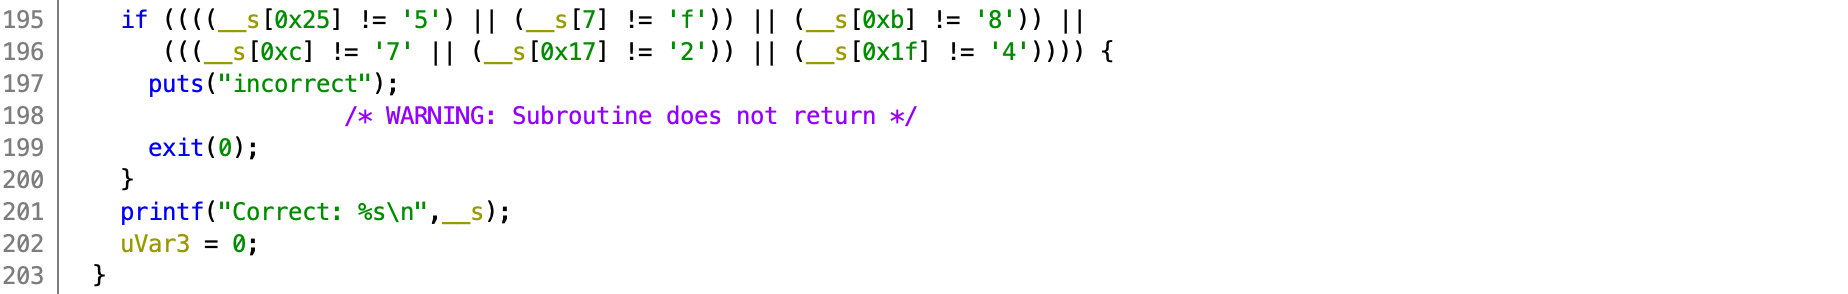 195 if ((((__s[0x25] != '5') || (__s[7] != 'f')) || (__s[0xb] != '8')) ||
196 (((__s[0xc] != '7' || (__s[0x17] != '2')) || (__s[0x1f] != '4')))) {
197 puts("incorrect");
198 /* WARNING: Subroutine does not return */
199 exit(0);
200 }
201 printf("Correct: %s\n",__s);
202 uVar3 = 0;
203 }